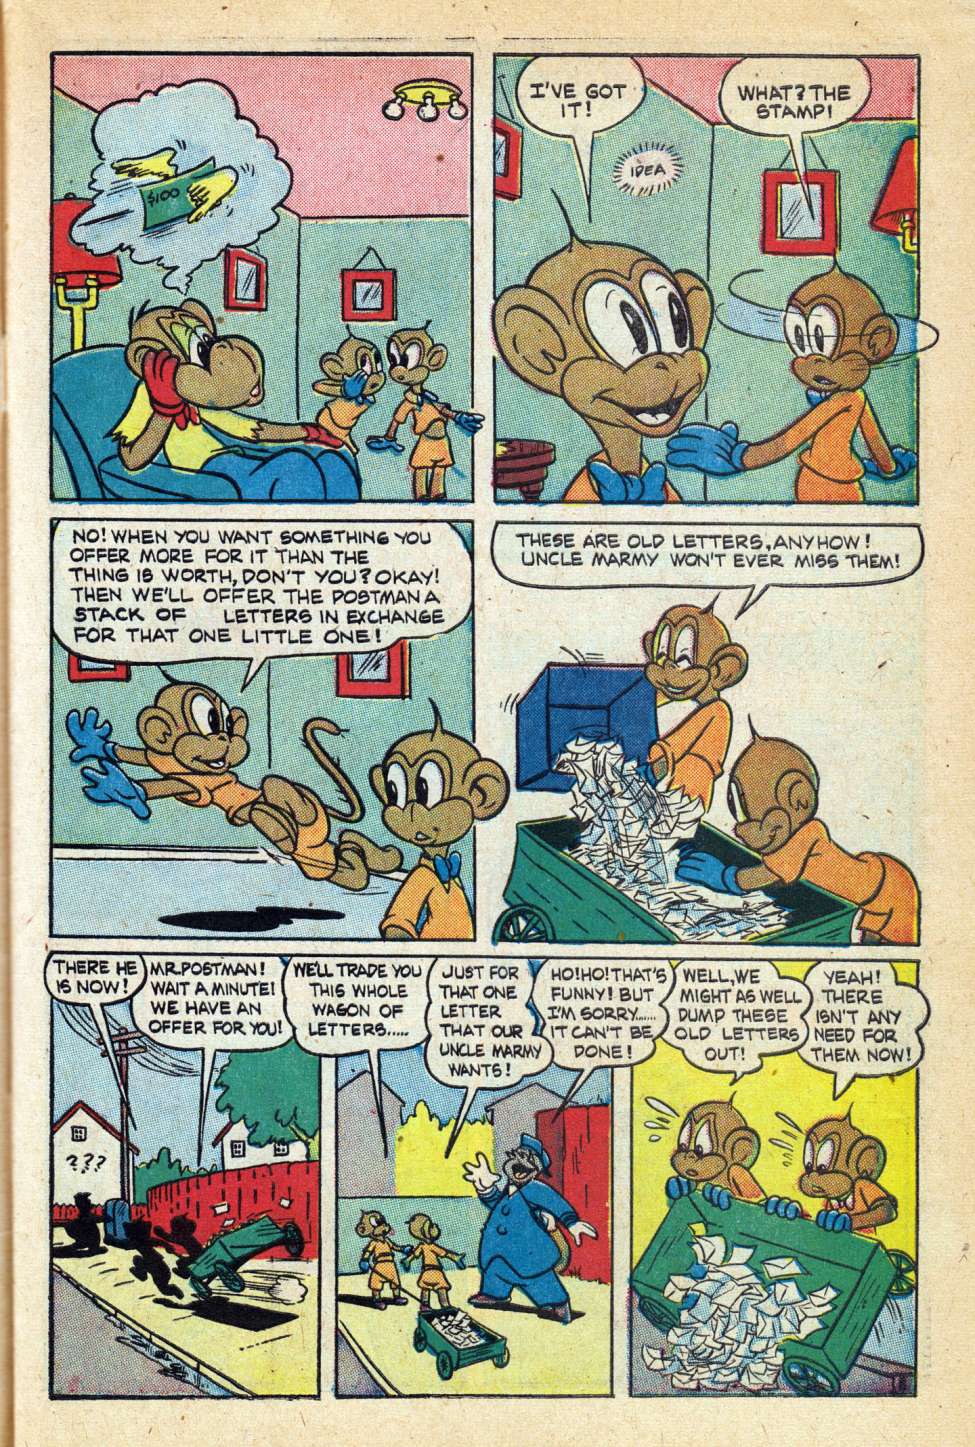 $100
I'VE GOT
IT!
IDEA
WHAT? THE
STAMP!
NO! WHEN YOU WANT SOMETHING YOU
OFFER MORE FOR IT THAN THE
THING IS WORTH, DON'T YOU? OKAY!
THEN WE'LL OFFER THE POSTMAN A
STACK OF LETTERS IN EXCHANGE
FOR THAT ONE LITTLE ONE!
THESE ARE OLD LETTERS, ANYHOW!
UNCLE MARMY WON'T EVER MISS THEM!
THERE HE
IS NOW!
MR. POSTMAN!
WAIT A MINUTE!
WE HAVE AN
OFFER FOR YOU!
???
WE'LL TRADE YOU
THIS WHOLE
WAGON OF
LETTERS.....
JUST FOR
THAT ONE
LETTER
THAT OUR
UNCLE MARMY
WANTS!
HO! HO! THAT'S
FUNNY! BUT
I'M SORRY......
IT CAN'T BE
DONE!
WELL, WE
MIGHT AS WELL
DUMP THESE
OLD LETTERS
OUT!
YEAH!
THERE
ISN'T ANY
NEED FOR
THEM NOW!